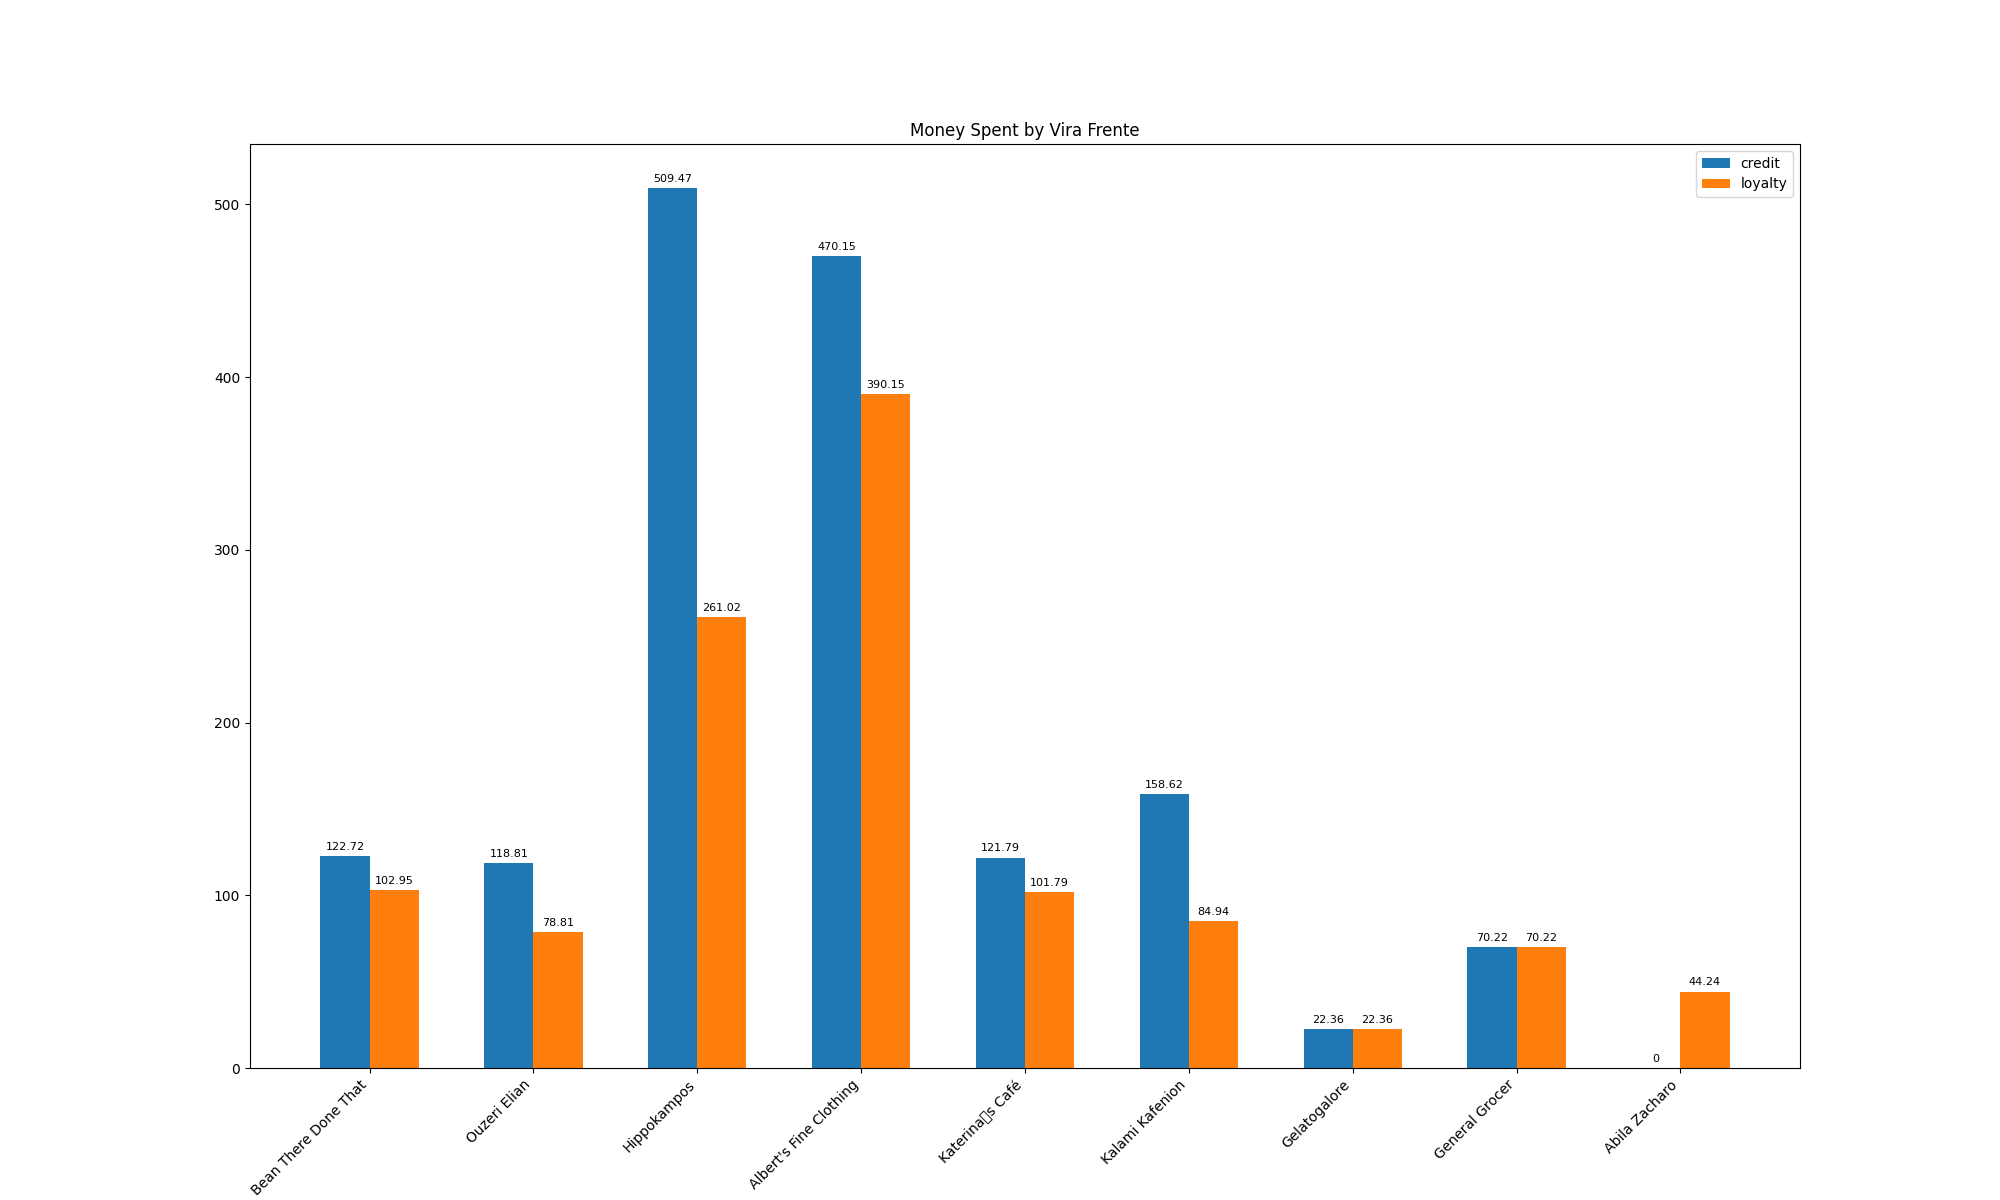 Money Spent by Vira Frente
credit
loyalty
500
400
300
200
100
0
509.47
470.15
390.15
261.02
158.62
122.72
102.95
118.81
78.81
121.79
101.79
84.94
22.36
22.36
70.22
70.22
0
44.24
Bean There Done That
Ouzeri Elian
Hippokampos
Albert's Fine Clothing
Katerina▯s Café
Kalami Kafenion
Gelatogalore
General Grocer
Abila Zacharo